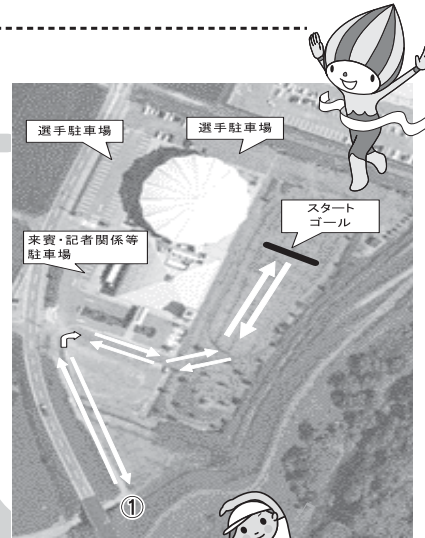 選手駐車場
選手駐車場
スタート
ゴール
来賓・記者関係等
駐車場
①